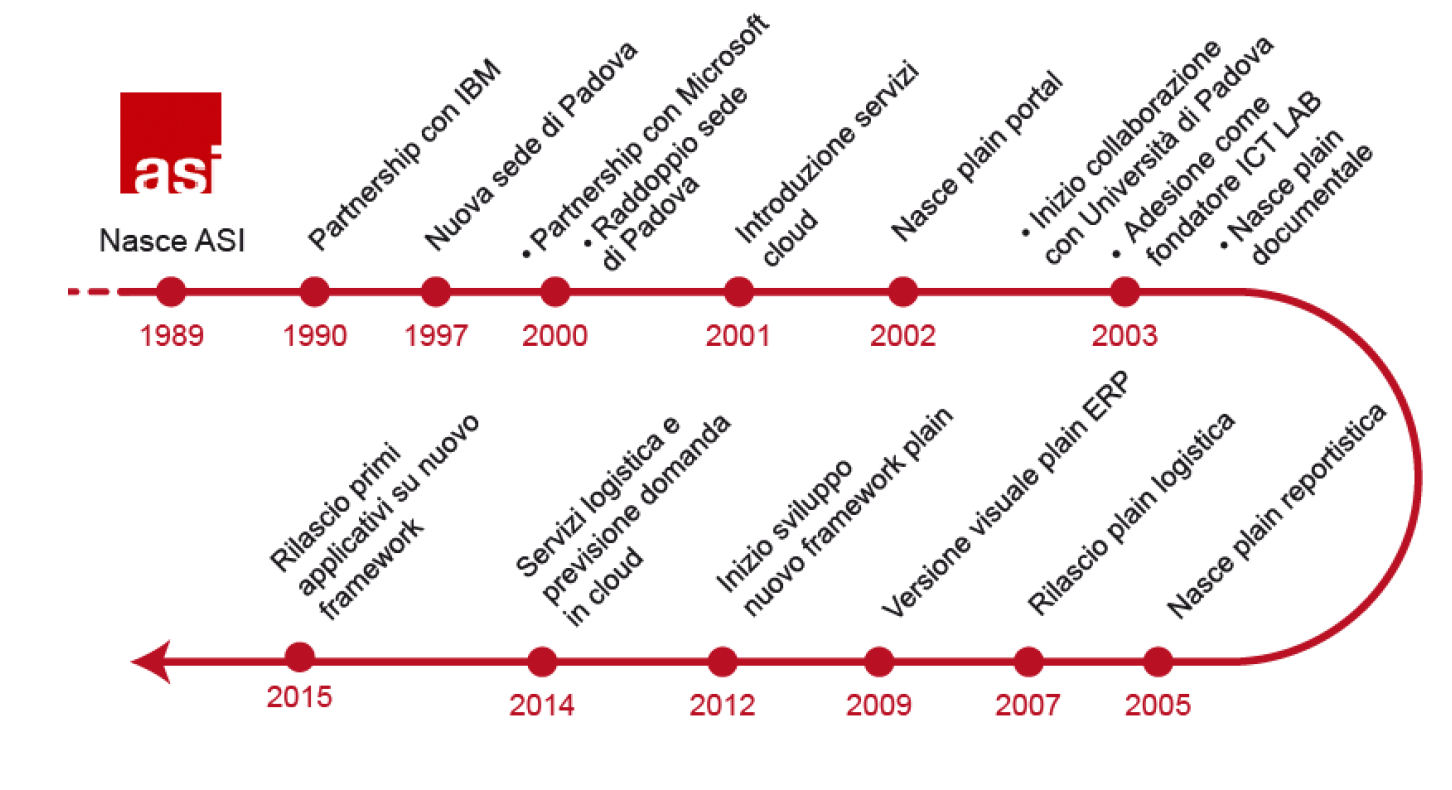 asi
Nasce ASI
Partnership con IBM
Nuova sede di Padova
• Partnership con Microsoft
• Raddoppio sede
di Padova
Introduzione servizi
cloud
Nasce plain portal
• Inizio collaborazione
con Università di Padova
• Adesione come
fondatore ICT LAB
• Nasce plain
documentale
1989
1990
1997
2000
2001
2002
2003
Nasce plain reportistica
Rilascio plain logistica
Versione visuale plain ERP
Inizio sviluppo
nuovo framework plain
Servizi logistica e
previsione domanda
in cloud
Rilascio primi
applicativi su nuovo
framework
2005
2007
2009
2012
2014
2015